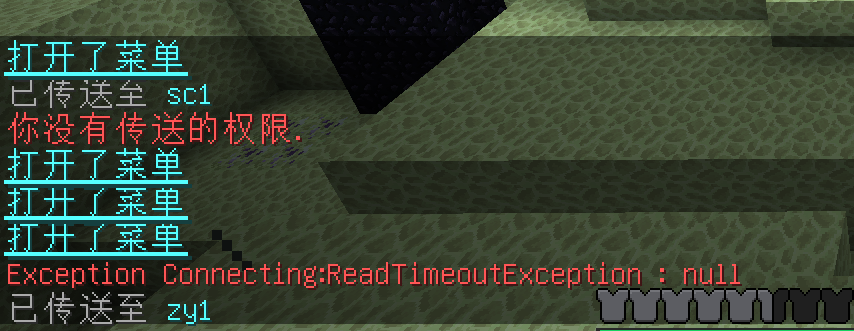 打开了菜单
已传送至 sc1
你没有传送的权限.
打开了菜单
打开了菜单
打开了菜单
Exception Connecting:ReadTimeoutException : null
已传送至 zy1